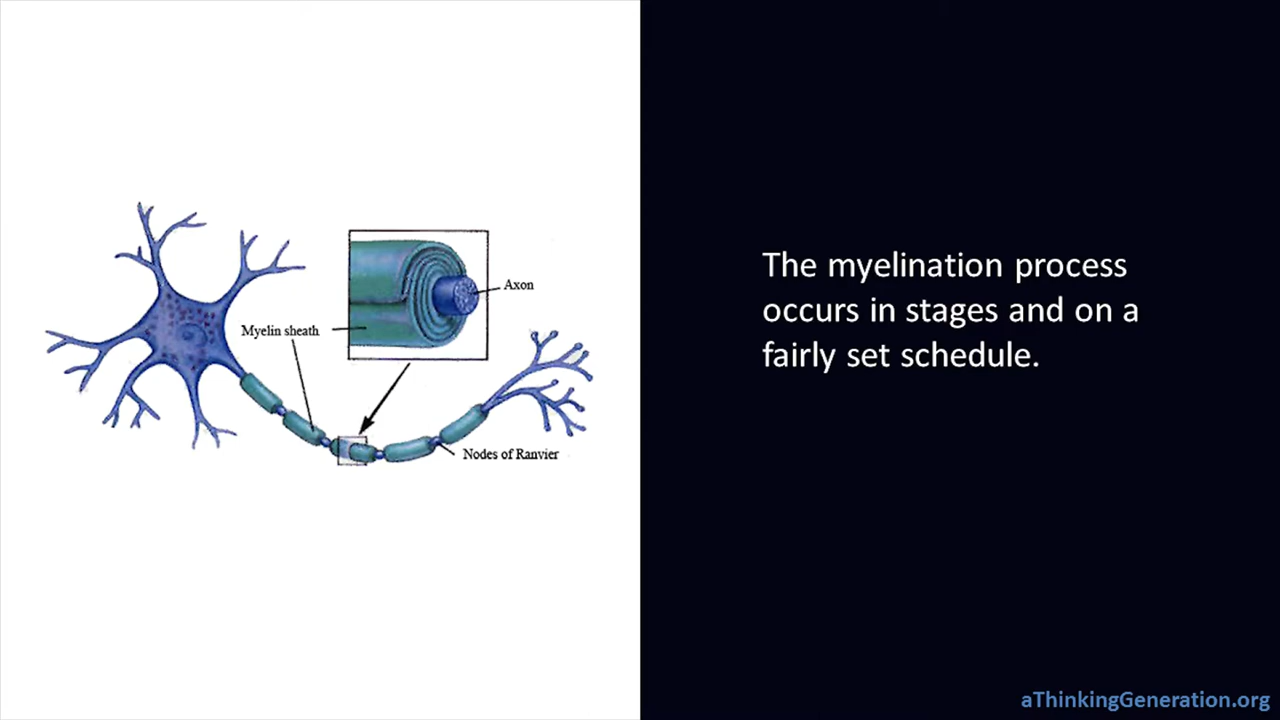 Axon
Myelin sheath
Nodes of Ranvier
The myelination process
occurs in stages and on a
fairly set schedule.
aThinkingGeneration.org